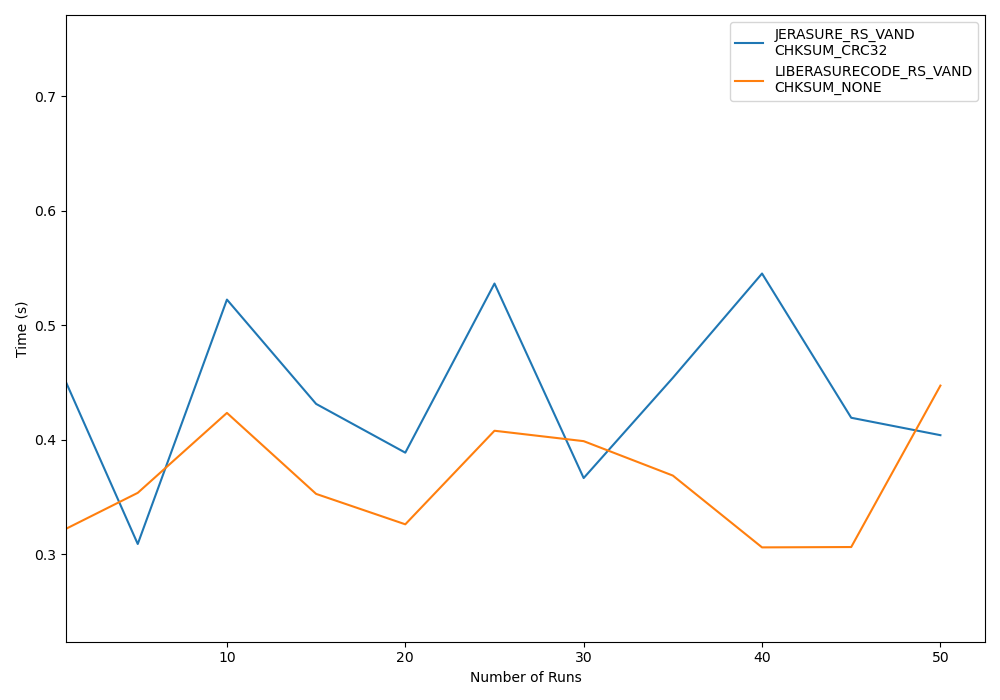 JERASURE_RS_VAND
CHKSUM_CRC32
LIBERASURECODE_RS_VAND
CHKSUM_NONE
0.7
0.6
0.5
0.4
0.3
Time (s)
10 20 30 40 50
Number of Runs